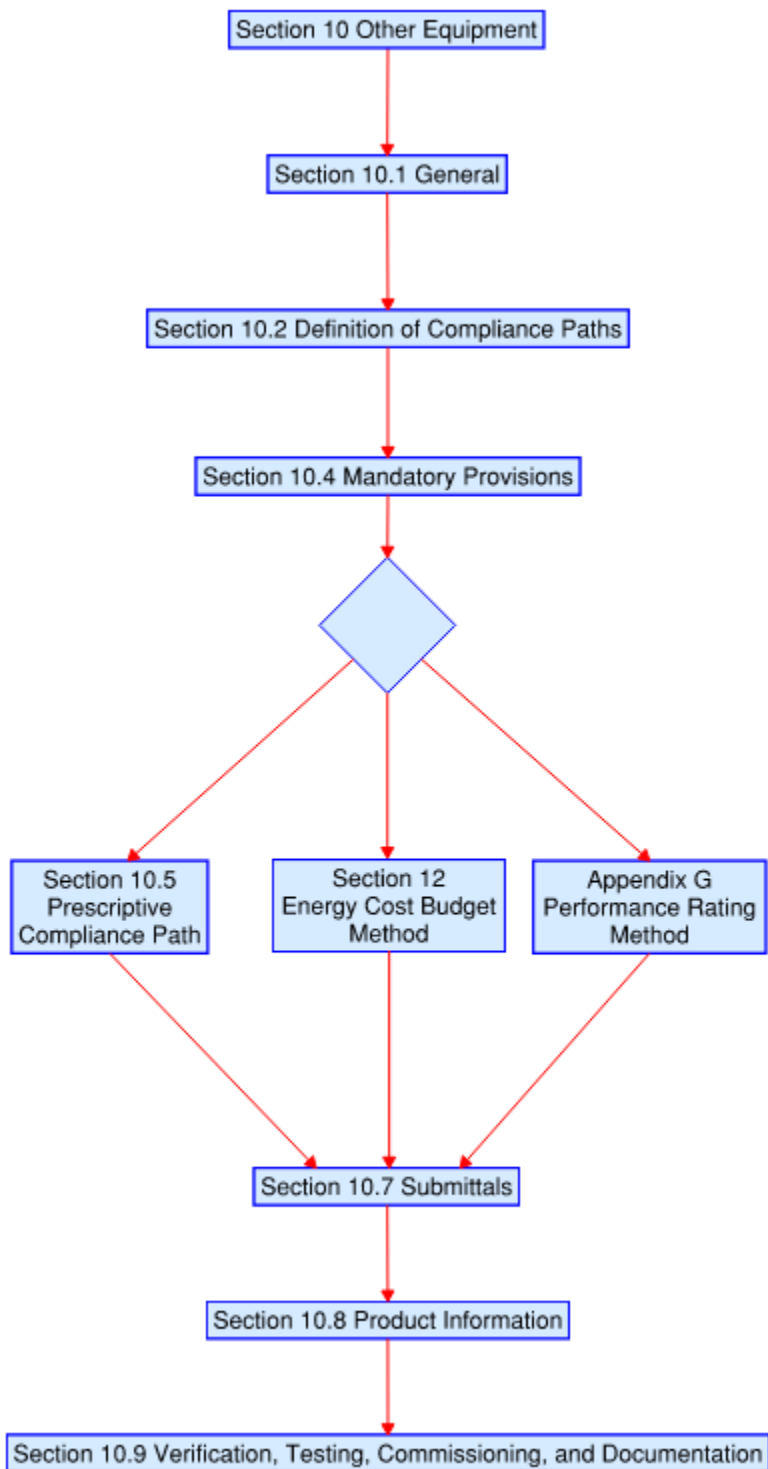 Section 10 Other Equipment
Section 10.1 General
Section 10.2 Definition of Compliance Paths
Section 10.4 Mandatory Provisions
Section 10.5
Prescriptive
Compliance Path
Section 12
Energy Cost Budget
Method
Appendix G
Performance Rating
Method
Section 10.7 Submittals
Section 10.8 Product Information
Section 10.9 Verification, Testing, Commissioning, and Documentation